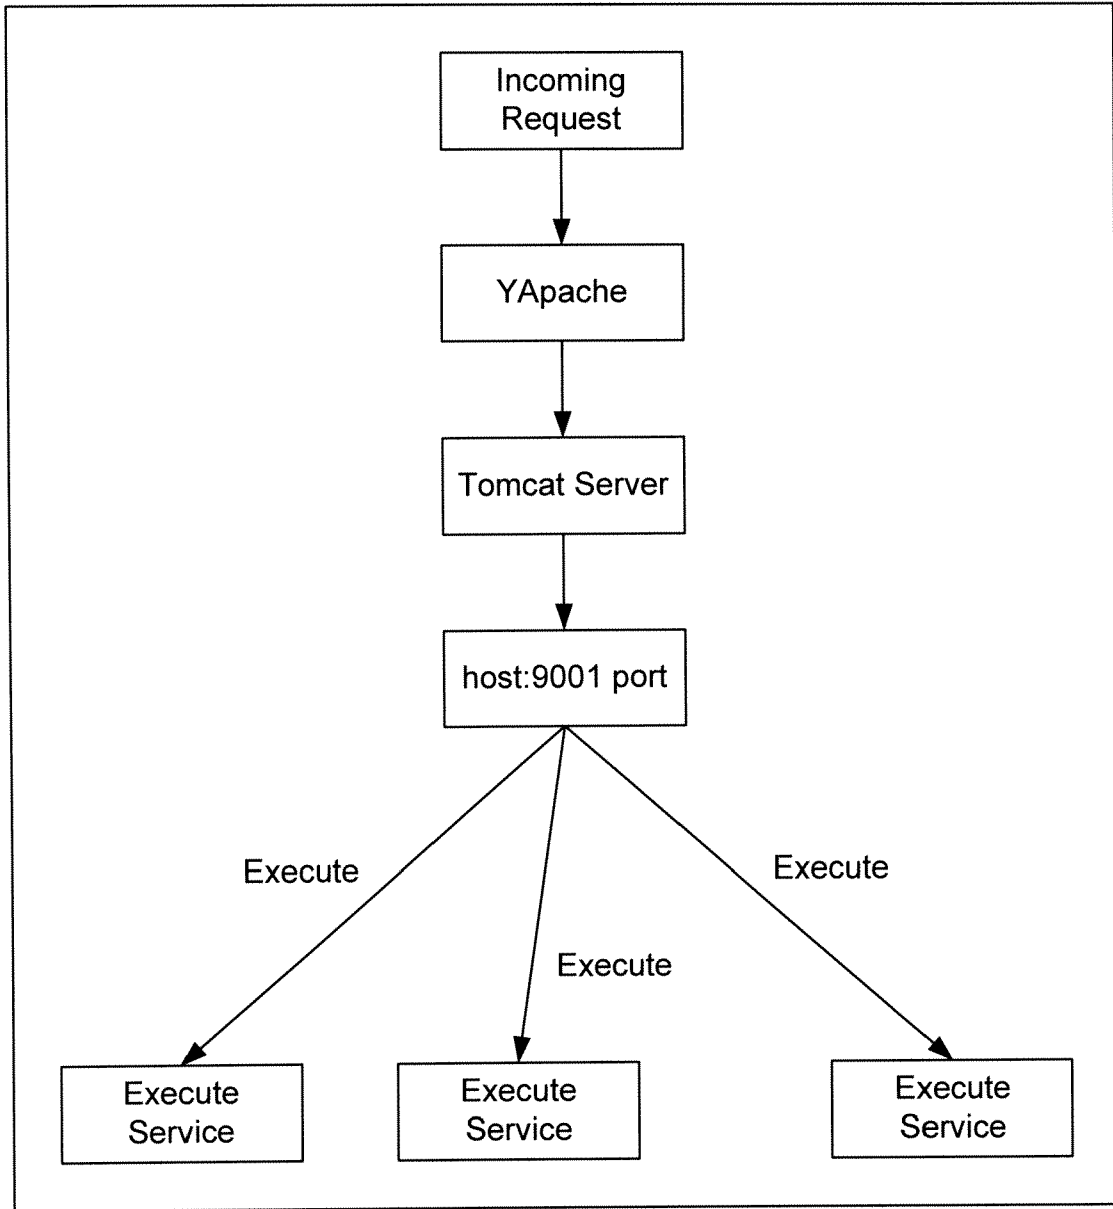 Incoming
Request
YApache
Tomcat Server
host:9001 port
Execute
Execute
Execute
Execute
Service
Execute
Service
Execute
Service